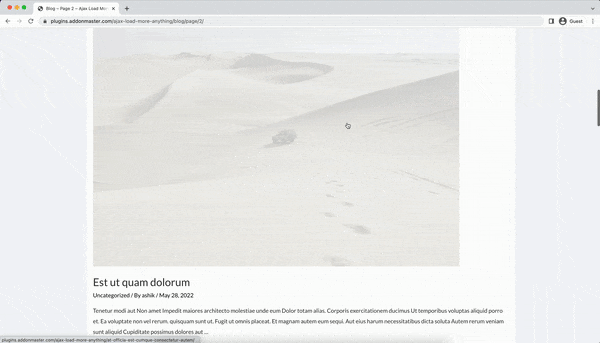 Blog – Page 2 – Ajax Load Mor
Guest
plugins.addonmaster.com/ajax-load-more-anything/blog/page/2/
Est ut quam dolorum
Uncategorized / By ashik / May 28, 2022
Tenetur modi aut Non amet Impedit maiores architecto molestiae unde eum Dolor totam alias. Corporis exercitationem ducimus Ut temporibus voluptas aliquid porro
et. Ea voluptate non vel rerum. quisquam sunt ut. Fugit ut omnis placeat. Et magnam autem eum sequi. Aut eius harum necessitatibus dicta soluta Autem rerum veniam
sunt aliquid Cupiditate possimus dolores aut ...
plugins.addonmaster.com/ajax-load-more-anything/at-officia-est-cumque-consectetur-autem/